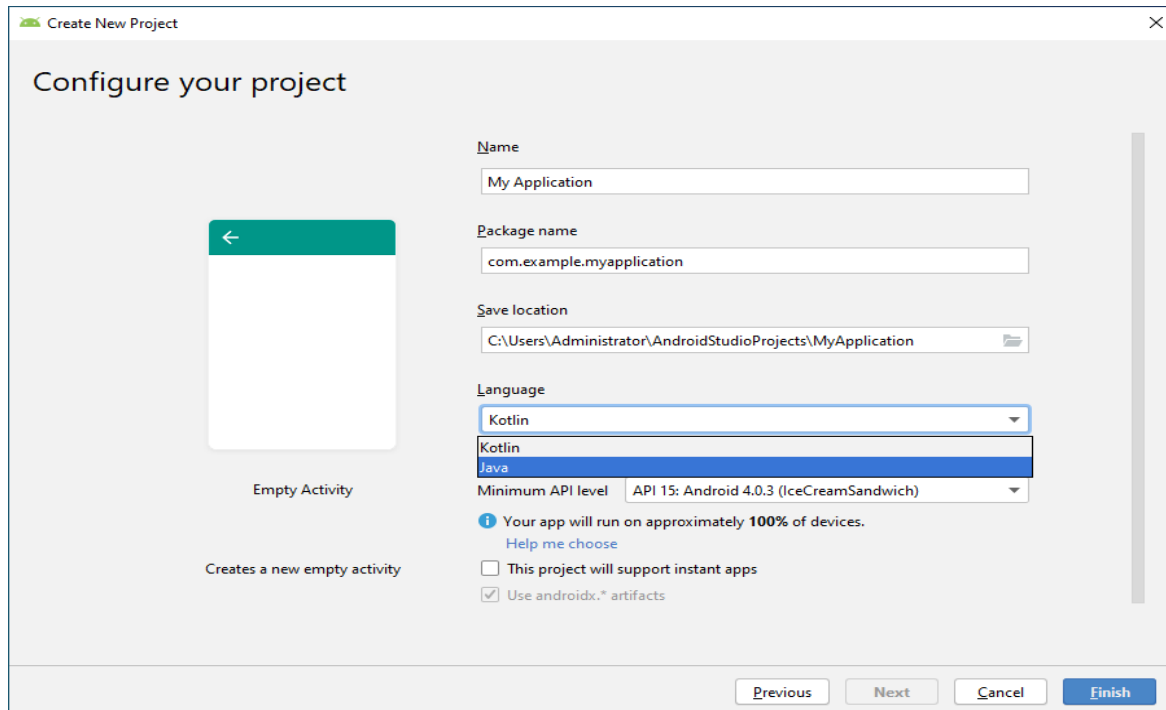 Create New Project
Configure your project
Name
My Application
Package name
com.example.myapplication
Save location
C:\Users\Administrator\AndroidStudioProjects\MyApplication
Language
Kotlin
Kotlin
Java
Empty Activity
Minimum API level API 15: Android 4.0.3 (IceCreamSandwich)
Your app will run on approximately 100% of devices.
Help me choose
Creates a new empty activity
This project will support instant apps
Use androidx.* artifacts
Previous Next Cancel Finish